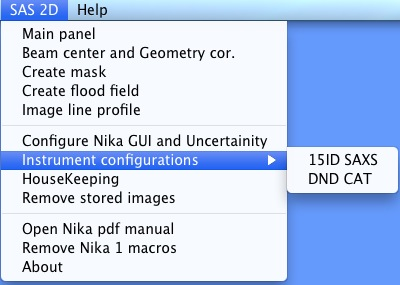 SAS 2D Help
Main panel
Beam center and Geometry cor.
Create mask
Create flood field
Image line profile
Configure Nika GUI and Uncertainity
Instrument configurations
15ID SAXS
DND CAT
HouseKeeping
Remove stored images
Open Nika pdf manual
Remove Nika 1 macros
About